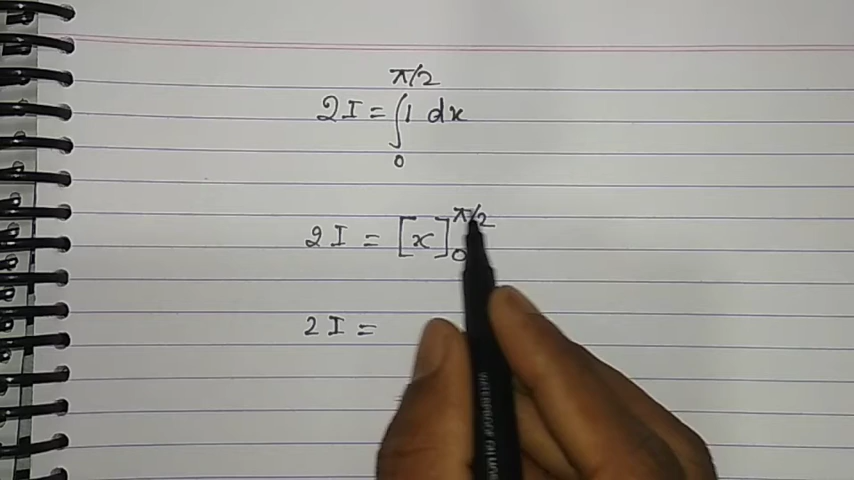 π/2
2I = ∫ 1 dx
0
2I = [x]
π/2
0
2I =